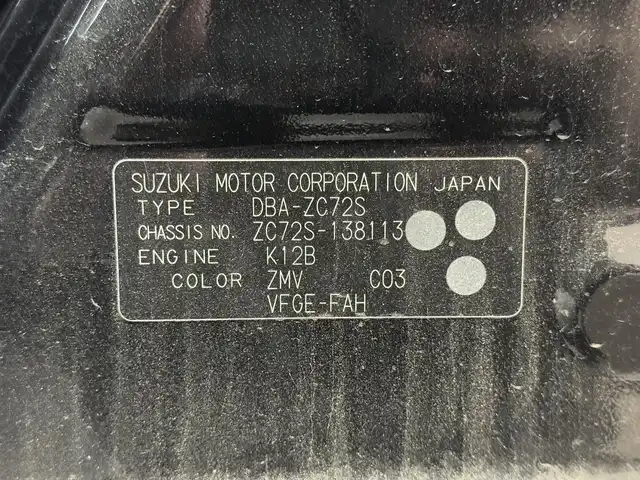 SUZUKI MOTOR CORPORATION JAPAN
TYPE DBA-ZC72S
CHASSIS NO. ZC72S-138113
ENGINE K12B
COLOR ZMV C03
VFGE-FAH